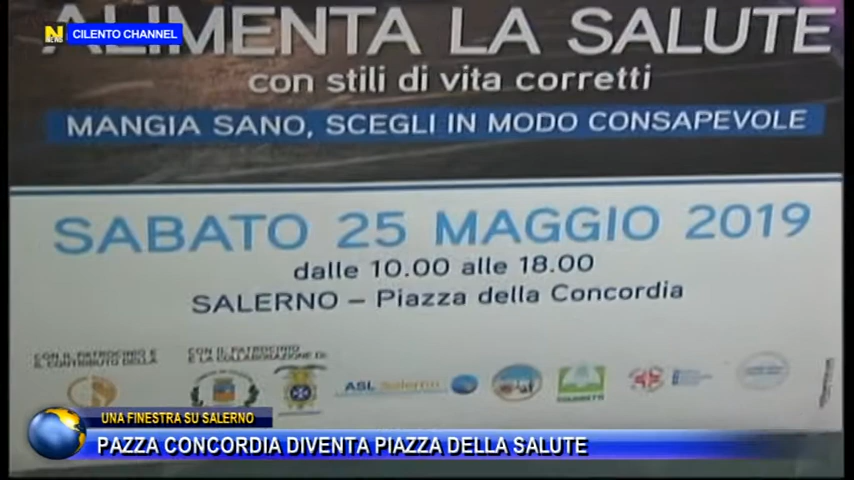 N
NEWS
CILENTO CHANNEL
ALIMENTA LA SALUTE
con stili di vita corretti
MANGIA SANO, SCEGLI IN MODO CONSAPEVOLE
SABATO 25 MAGGIO 2019
dalle 10.00 alle 18.00
SALERNO – Piazza della Concordia
CON IL PATROCINIO E
IL CONTRIBUTO DELLA
CON IL PATROCINIO
E LA COLLABORAZIONE DI
ASL Salerno
COLDIRETTI
UNA FINESTRA SU SALERNO
PAZZA CONCORDIA DIVENTA PIAZZA DELLA SALUTE